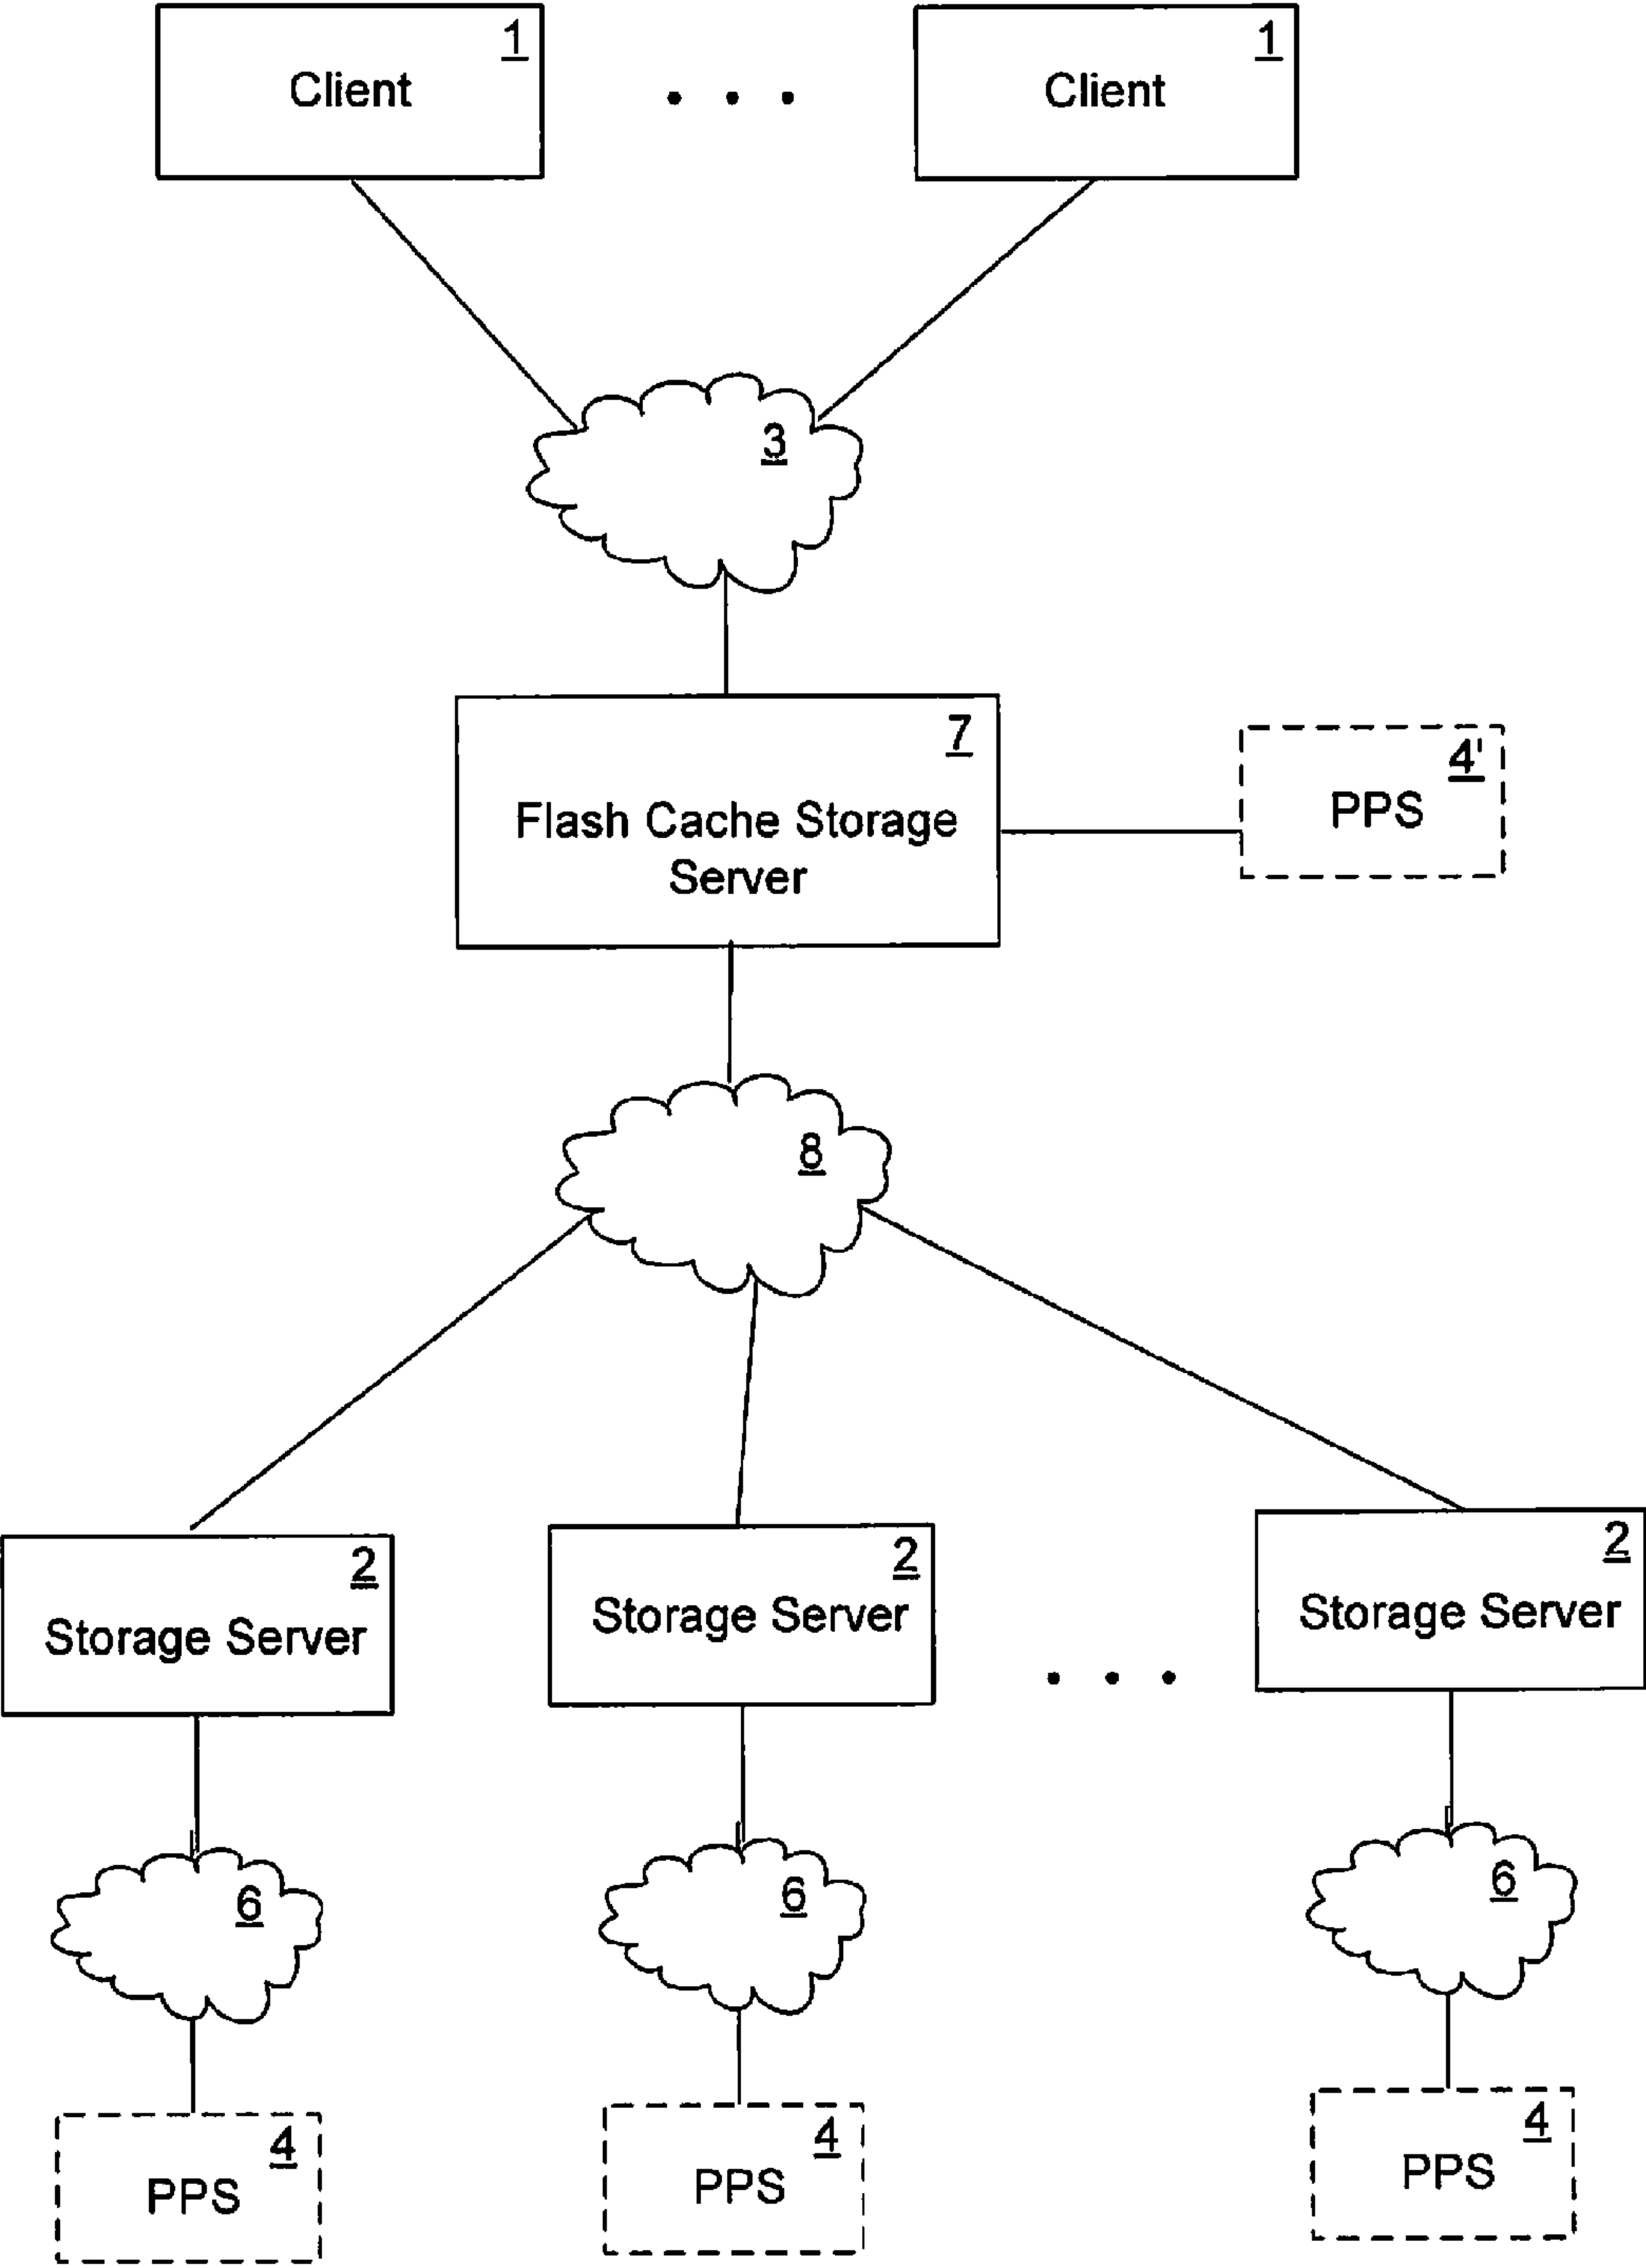 1
Client
. . .
1
Client
3
7
Flash Cache Storage
Server
4'
PPS
8
2
Storage Server
2
Storage Server
. . .
2
Storage Server
6
6
6
4
PPS
4
PPS
4
PPS